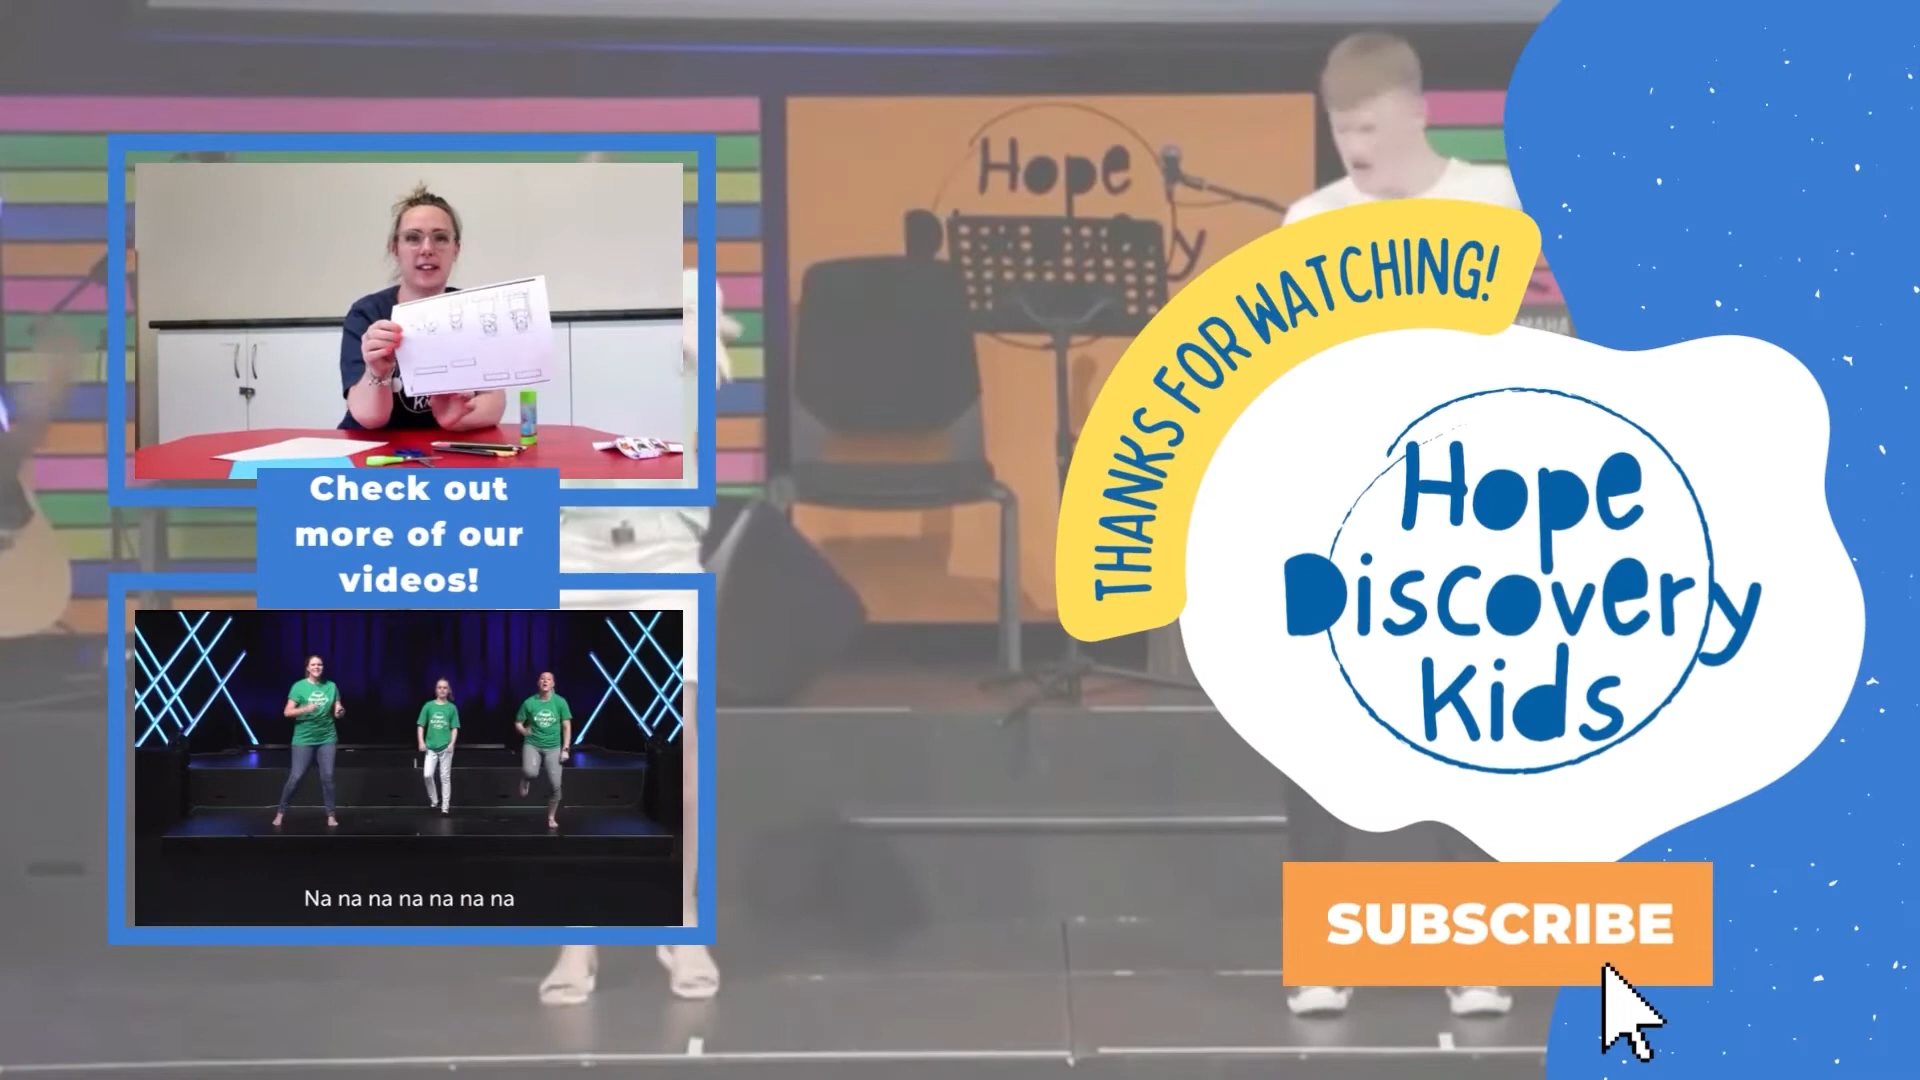 Hope
D
y
THANKS FOR WATCHING!
Check out
more of our
videos!
Hope
Discovery
Kids
Na na na na na na na
SUBSCRIBE